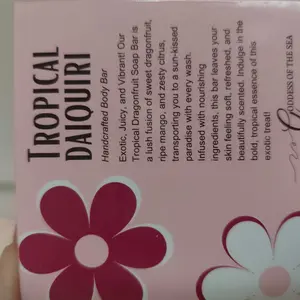 TROPICAL
DAIQUIRI
Handcrafted Body Bar
Exotic, Juicy, and Vibrant! Our
Tropical Dragonfruit Soap Bar is
a lush fusion of sweet dragonfruit,
ripe mango, and zesty citrus,
transporting you to a sun-kissed
paradise with every wash.
Infused with nourishing
ingredients, this bar leaves your
skin feeling soft, refreshed, and
beautifully scented. Indulge in the
bold, tropical essence of this
exotic treat!
GODDESS OF THE SEA